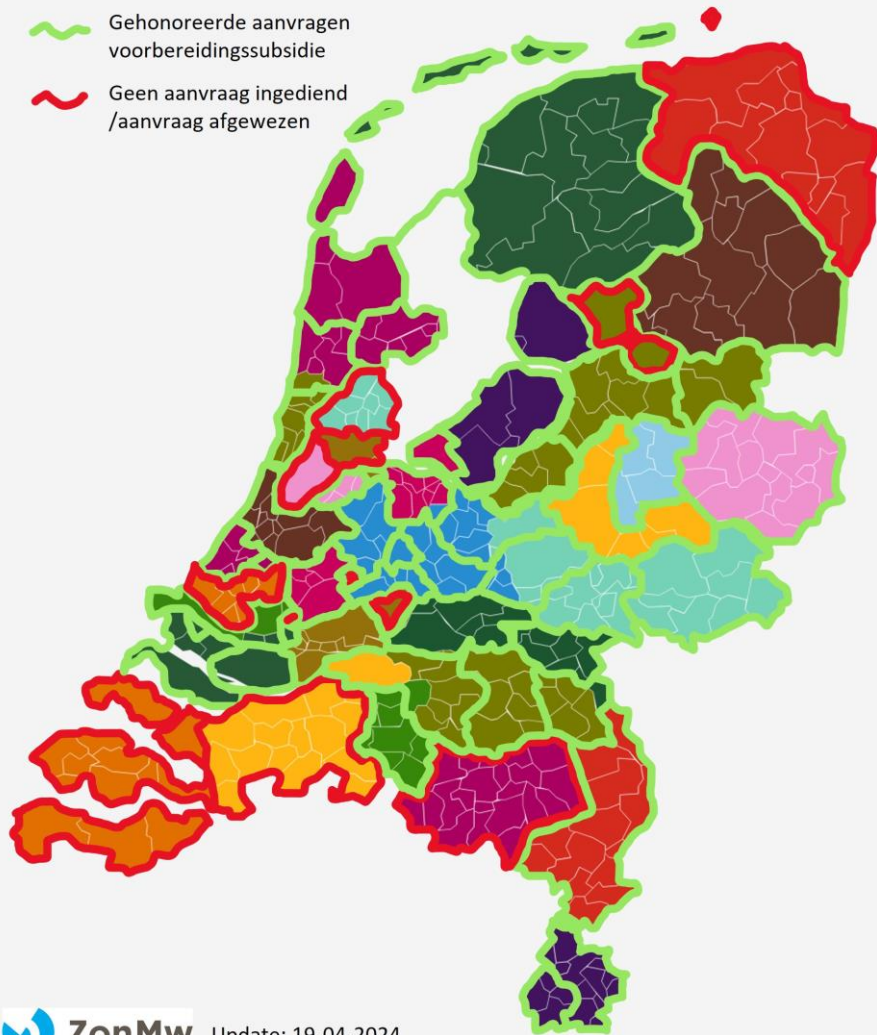 Gehonoreerde aanvragen
voorbereidingssubsidie
Geen aanvraag ingediend
/aanvraag afgewezen
ZonMw Update: 19-04-2024